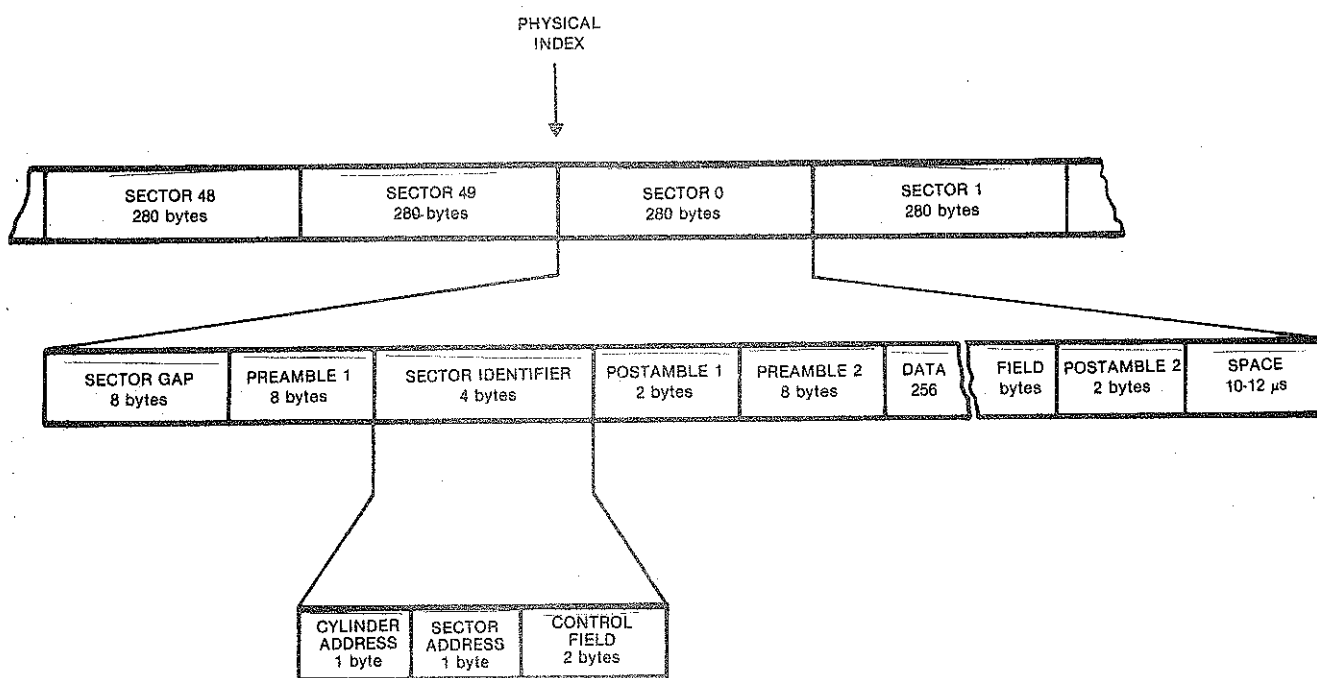 PHYSICAL
INDEX
SECTOR 48
280 bytes
SECTOR 49
280 bytes
SECTOR 0
280 bytes
SECTOR 1
280 bytes
SECTOR GAP
8 bytes
PREAMBLE 1
8 bytes
SECTOR IDENTIFIER
4 bytes
POSTAMBLE 1
2 bytes
PREAMBLE 2
8 bytes
DATA
256
FIELD
bytes
POSTAMBLE 2
2 bytes
SPACE
10-12 μs
CYLINDER
ADDRESS
1 byte
SECTOR
ADDRESS
1 byte
CONTROL
FIELD
2 bytes